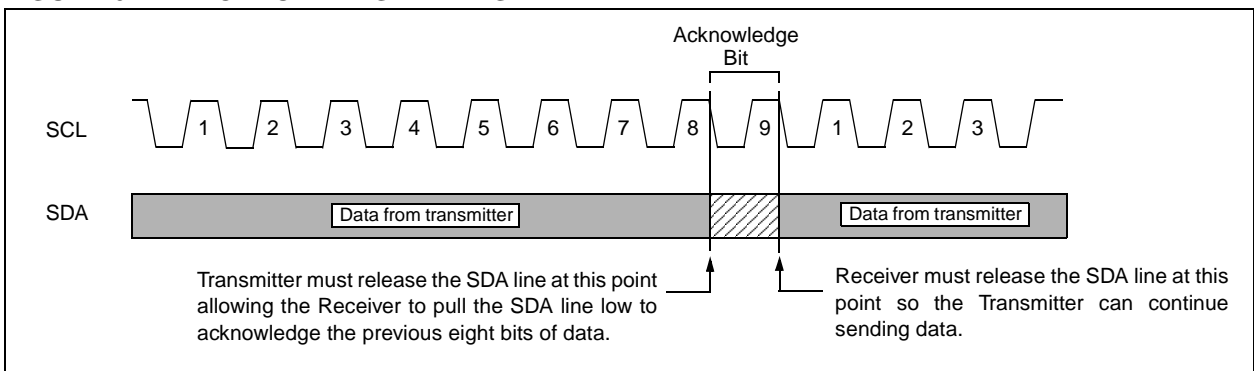 Acknowledge
Bit
SCL
1 2 3 4 5 6 7 8 9 1 2 3
SDA
Data from transmitter
Data from transmitter
Transmitter must release the SDA line at this point
allowing the Receiver to pull the SDA line low to
acknowledge the previous eight bits of data.
Receiver must release the SDA line at this
point so the Transmitter can continue
sending data.